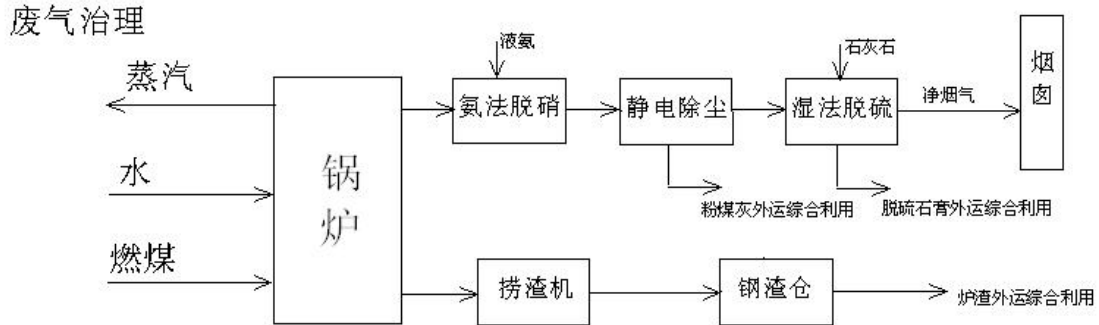 废气治理
蒸汽
水
燃煤
锅炉
液氨
氨法脱硝
静电除尘
石灰石
湿法脱硫
净烟气
烟囱
粉煤灰外运综合利用
脱硫石膏外运综合利用
捞渣机
钢渣仓
炉渣外运综合利用